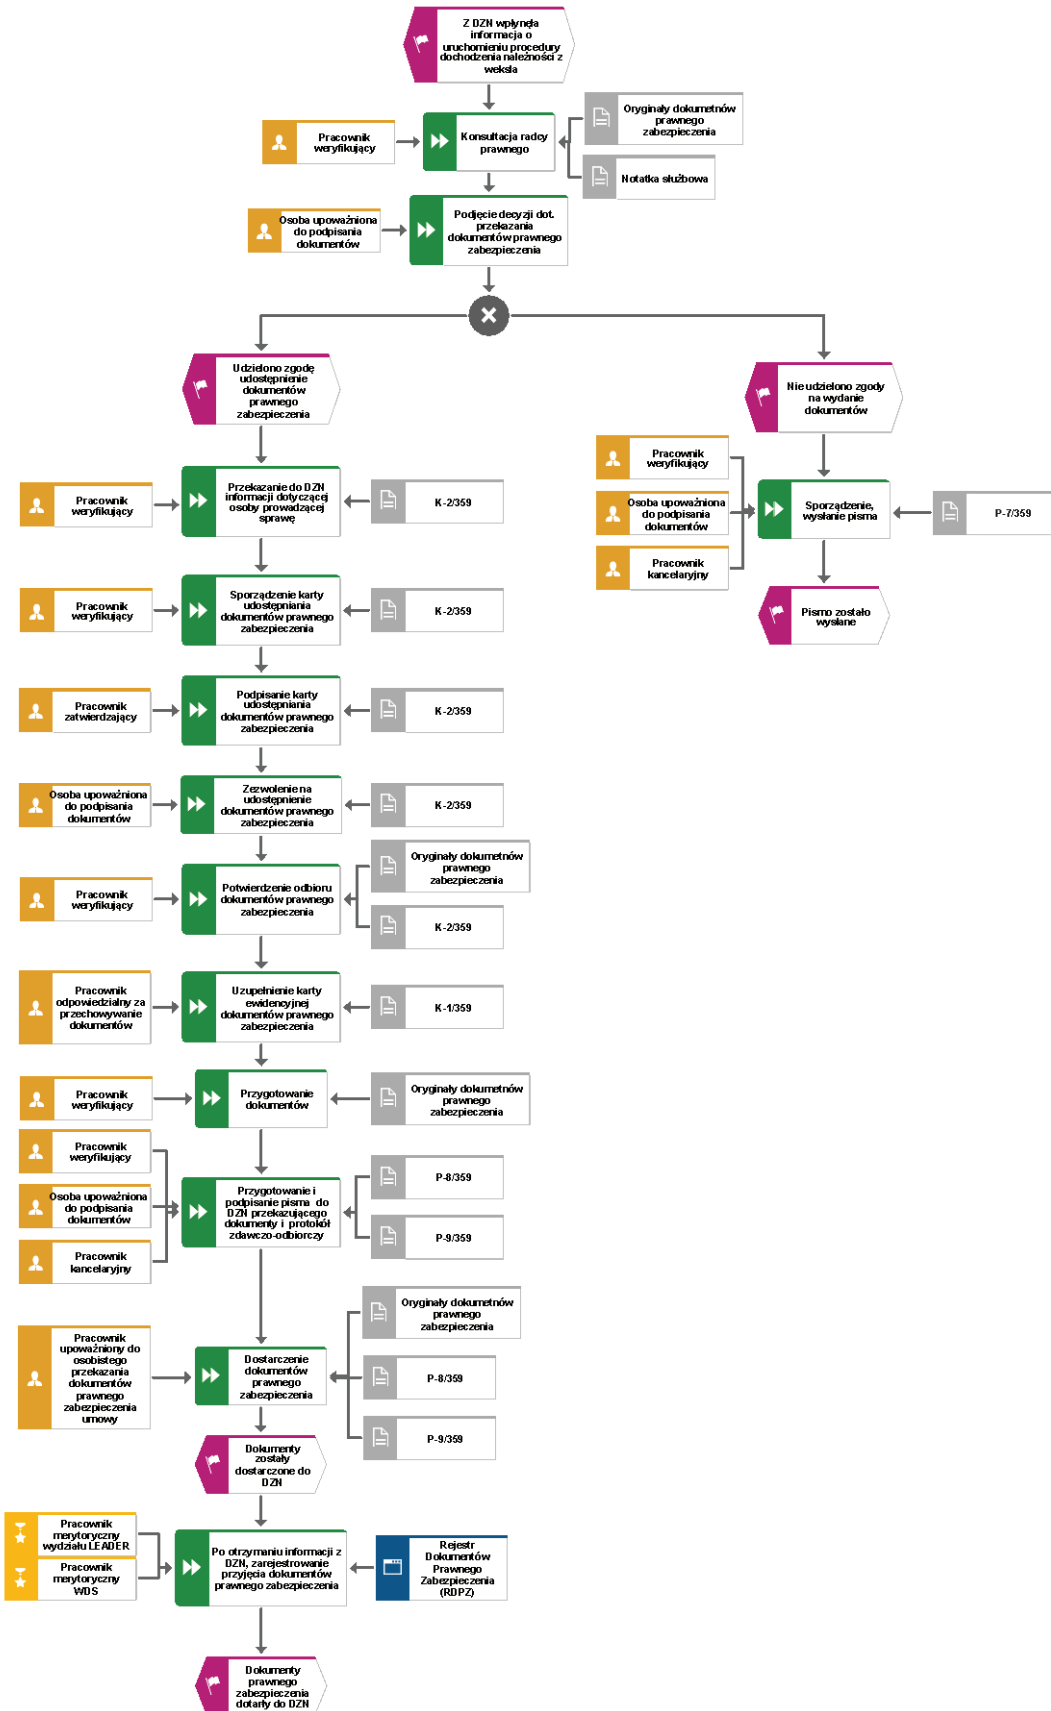 Z DZN wpłynęła
informacja o
uruchomieniu procedury
dochodzenia należności z
weksla
Pracownik
weryfikujący
Konsultacja radcy
prawnego
Oryginały dokumetnów
prawnego
zabezpieczenia
Notatka służbowa
Osoba upoważniona
do podpisania
dokumentów
Podjęcie decyzji dot.
przekazania
dokumentów prawnego
zabezpieczenia
Udzielono zgodę
udostępnienie
dokumentów
prawnego
zabezpieczenia
Nie udzielono zgody
na wydanie
dokumentów
Pracownik
weryfikujący
Osoba upoważniona
do podpisania
dokumentów
Pracownik
kancelaryjny
Sporządzenie,
wysłanie pisma
P-7/359
Pismo zostało
wysłane
Pracownik
weryfikujący
Przekazanie do DZN
informacji dotyczącej
osoby prowadzącej
sprawę
K-2/359
Pracownik
weryfikujący
Sporządzenie karty
udostępniania
dokumentów prawnego
zabezpieczenia
K-2/359
Pracownik
zatwierdzający
Podpisanie karty
udostępniania
dokumentów prawnego
zabezpieczenia
K-2/359
Osoba upoważniona
do podpisania
dokumentów
Zezwolenie na
udostępnienie
dokumentów prawnego
zabezpieczenia
K-2/359
Pracownik
weryfikujący
Potwierdzenie odbioru
dokumentów prawnego
zabezpieczenia
Oryginały dokumetnów
prawnego
zabezpieczenia
K-2/359
Pracownik
odpowiedzialny za
przechowywanie
dokumentów
Uzupełnienie karty
ewidencyjnej
dokumentów prawnego
zabezpieczenia
K-1/359
Pracownik
weryfikujący
Przygotowanie
dokumentów
Oryginały dokumetnów
prawnego
zabezpieczenia
Pracownik
weryfikujący
Osoba upoważniona
do podpisania
dokumentów
Pracownik
kancelaryjny
Przygotowanie i
podpisanie pisma do
DZN przekazującego
dokumenty i protokół
zdawczo-odbiorczy
P-8/359
P-9/359
Pracownik
upoważniony do
osobistego
przekazania
dokumentów
prawnego
zabezpieczenia
umowy
Dostarczenie
dokumentów
prawnego
zabezpieczenia
Oryginały dokumetnów
prawnego
zabezpieczenia
P-8/359
P-9/359
Dokumenty
zostały
dostarczone do
DZN
Pracownik
merytoryczny
wydziału LEADER
Pracownik
merytoryczny
WDS
Po otrzymaniu informacji z
DZN, zarejestrowanie
przyjęcia dokumentów
prawnego zabezpieczenia
Rejestr
Dokumentów
Prawnego
Zabezpieczenia
(RDPZ)
Dokumenty
prawnego
zabezpieczenia
dotarły do DZN